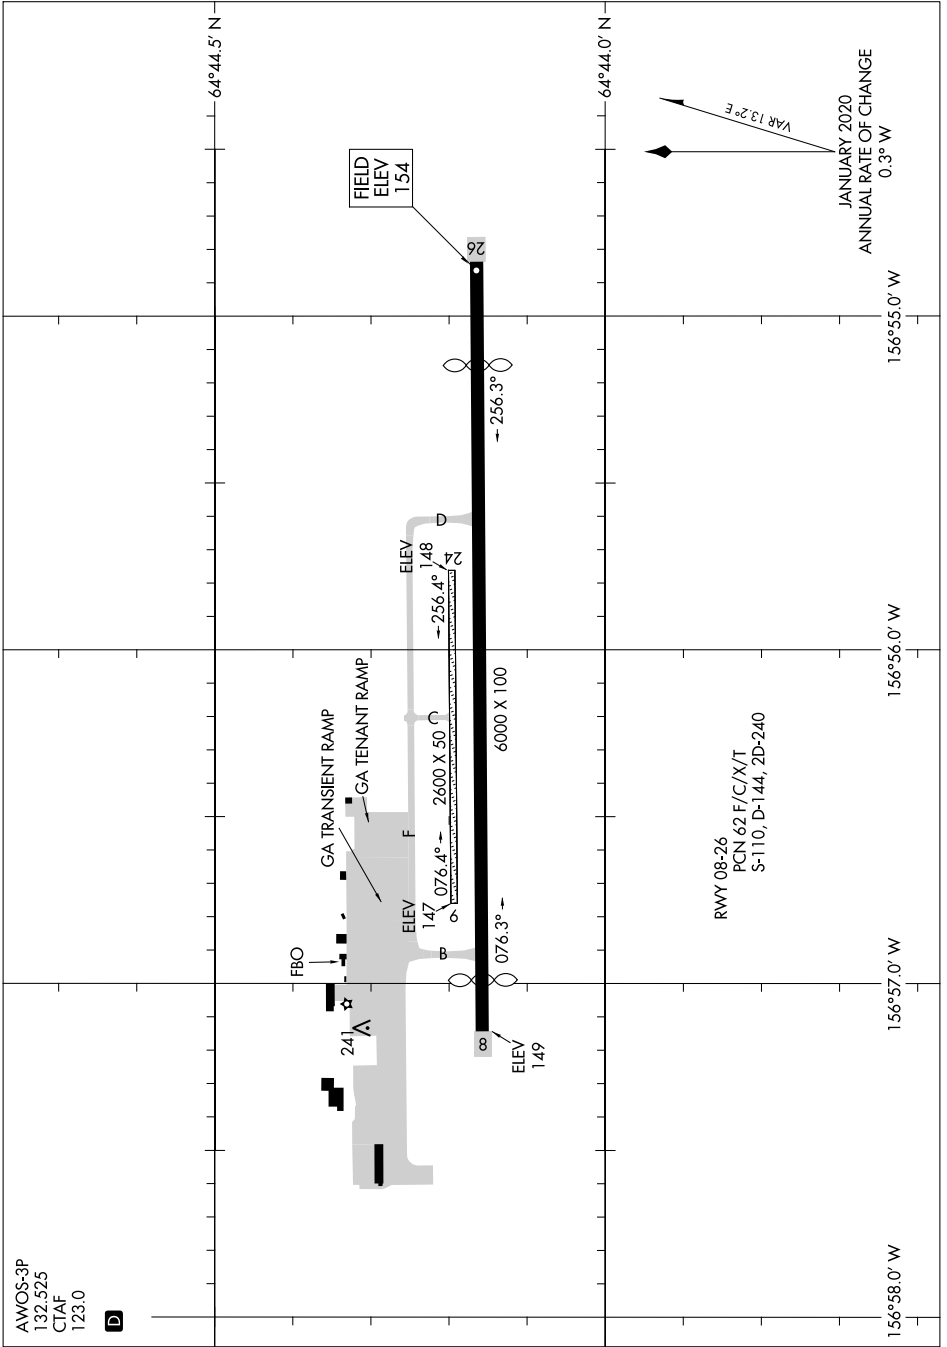 64°44.5' N
64°44.0' N
VAR 13.2° E
JANUARY 2020
ANNUAL RATE OF CHANGE
0.3° W
FIELD
ELEV
154
26
156°55.0' W
256.3°
D
ELEV
148
24
256.4°
156°56.0' W
GA TENANT RAMP
GA TRANSIENT RAMP
C
2600 X 50
6000 X 100
F
076.4°
ELEV
147
6
076.3°
B
FBO
RWY 08-26
PCN 62 F/C/X/T
S-110, D-144, 2D-240
156°57.0' W
241
8
ELEV
149
AWOS-3P
132.525
CTAF
123.0
D
156°58.0' W